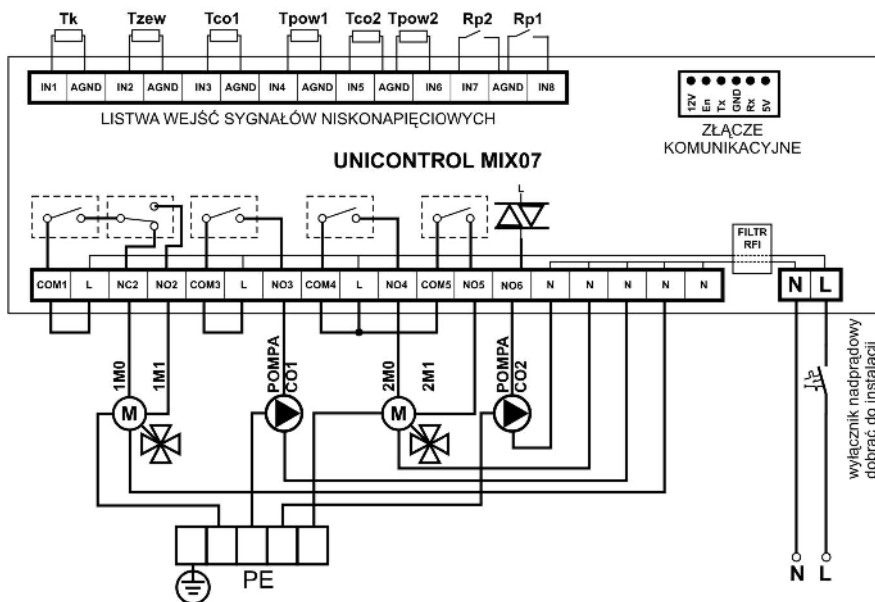 Tk Tzew Tco1 Tpow1 Tco2 Tpow2 Rp2 Rp1
IN1 AGND IN2 AGND IN3 AGND IN4 AGND IN5 AGND IN6 IN7 AGND IN8
LISTWA WEJŚĆ SYGNAŁÓW NISKONAPIĘCIOWYCH
12V En Tx GND Rx 5V
ZŁĄCZE
KOMUNIKACYJNE
UNICONTROL MIX07
L
FILTR
RFI
COM1 L NC2 NO2 COM3 L NO3 COM4 L NO4 COM5 NO5 NO6 N N N N N
N L
1M0 1M1
POMPA
CO1
2M0 2M1
POMPA
CO2
M M
wyłącznik nadprądowy
dobrać do instalacji
PE
N L